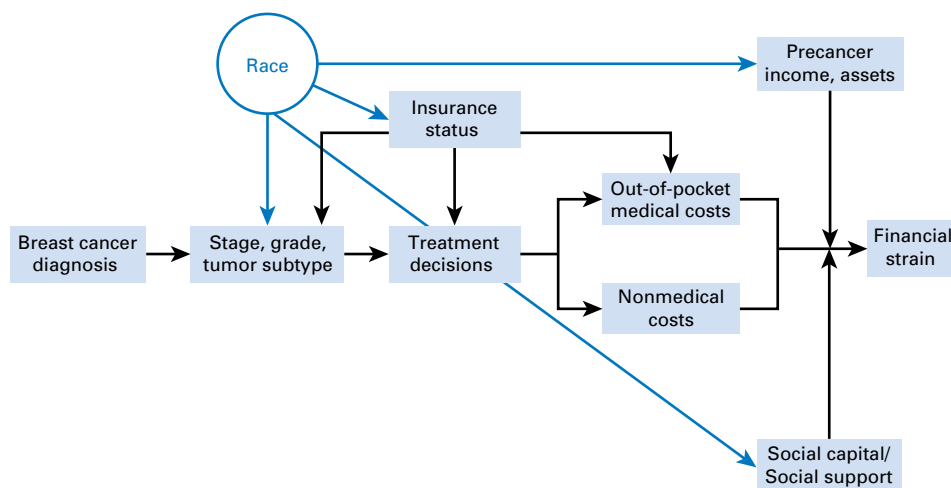 Race
Precancer
income, assets
Insurance
status
Out-of-pocket
medical costs
Breast cancer
diagnosis
Stage, grade,
tumor subtype
Treatment
decisions
Financial
strain
Nonmedical
costs
Social capital/
Social support